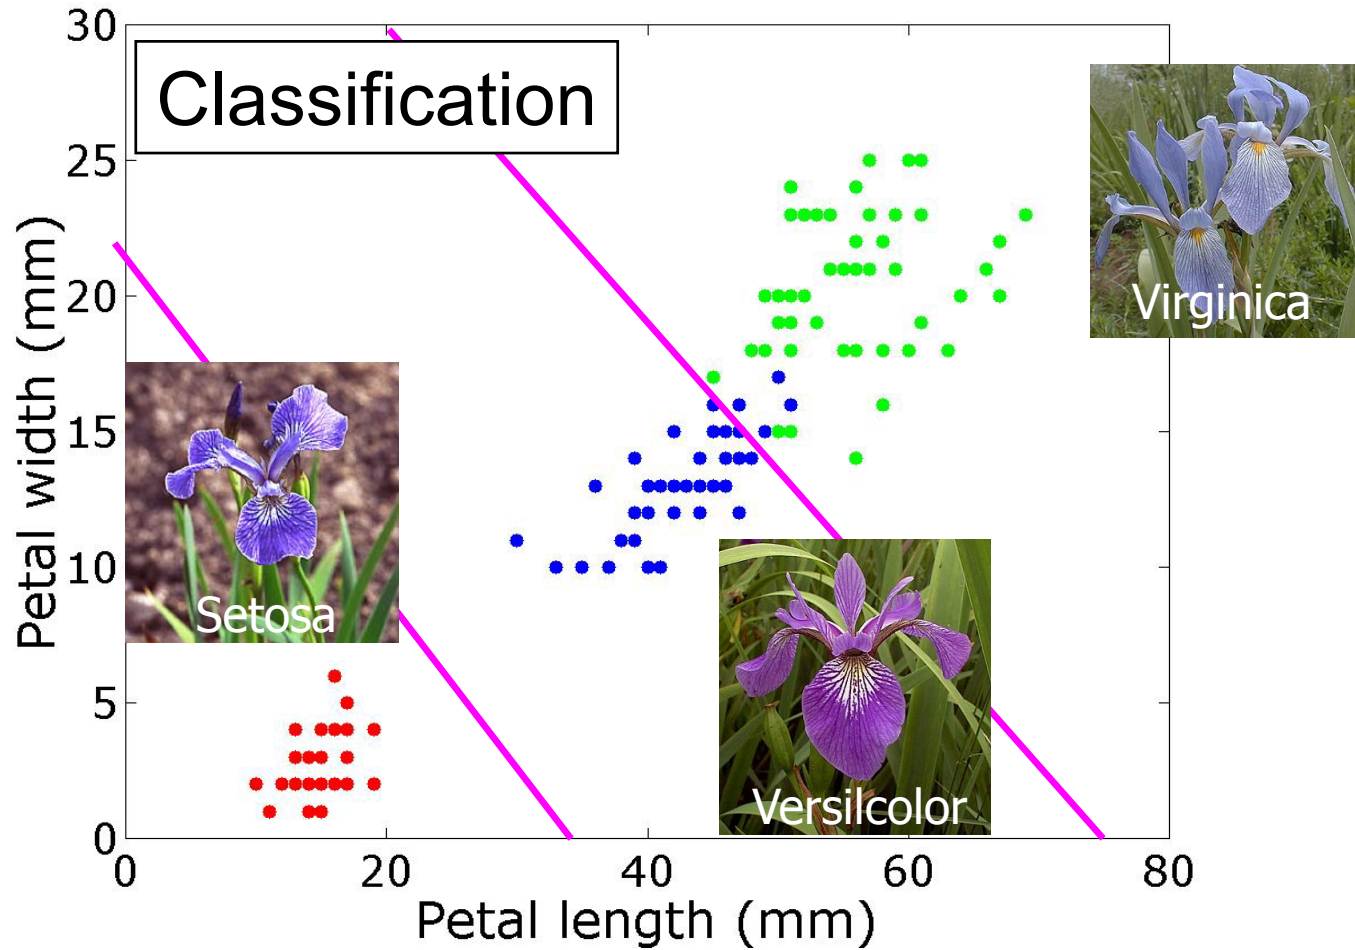 30
Classification
25
Petal width (mm)
20
Virginica
15
10
Setosa
5
Versilcolor
0
0 20 40 60 80
Petal length (mm)